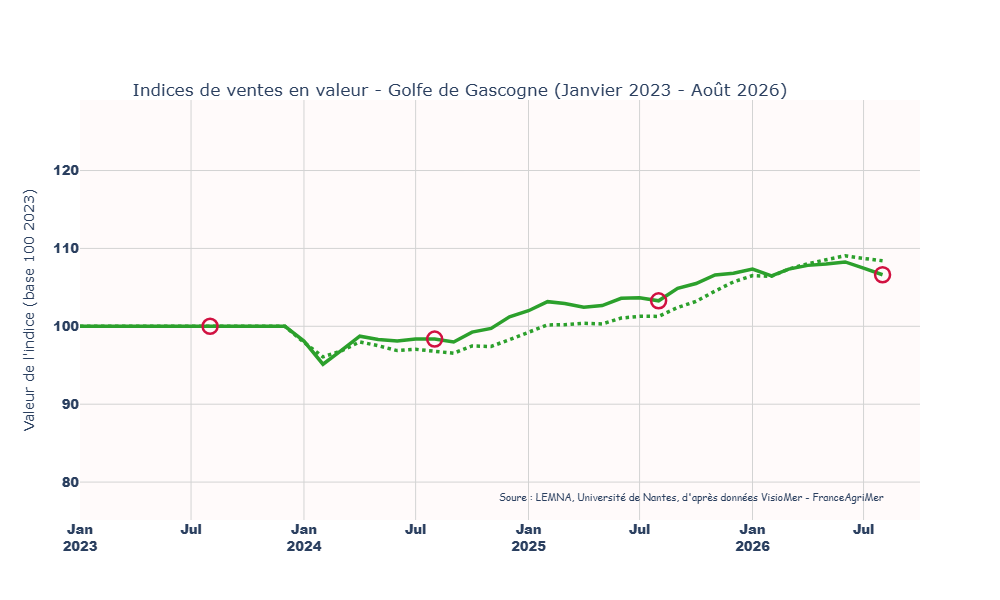 Indices de ventes en valeur - Golfe de Gascogne (Janvier 2023 - Août 2026)
Valeur de l'indice (base 100 2023)
120
110
100
90
80
Soure : LEMNA, Université de Nantes, d'après données VisioMer - FranceAgriMer
Jan Jul Jan Jul Jan Jul Jan Jul
2023 2024 2025 2026